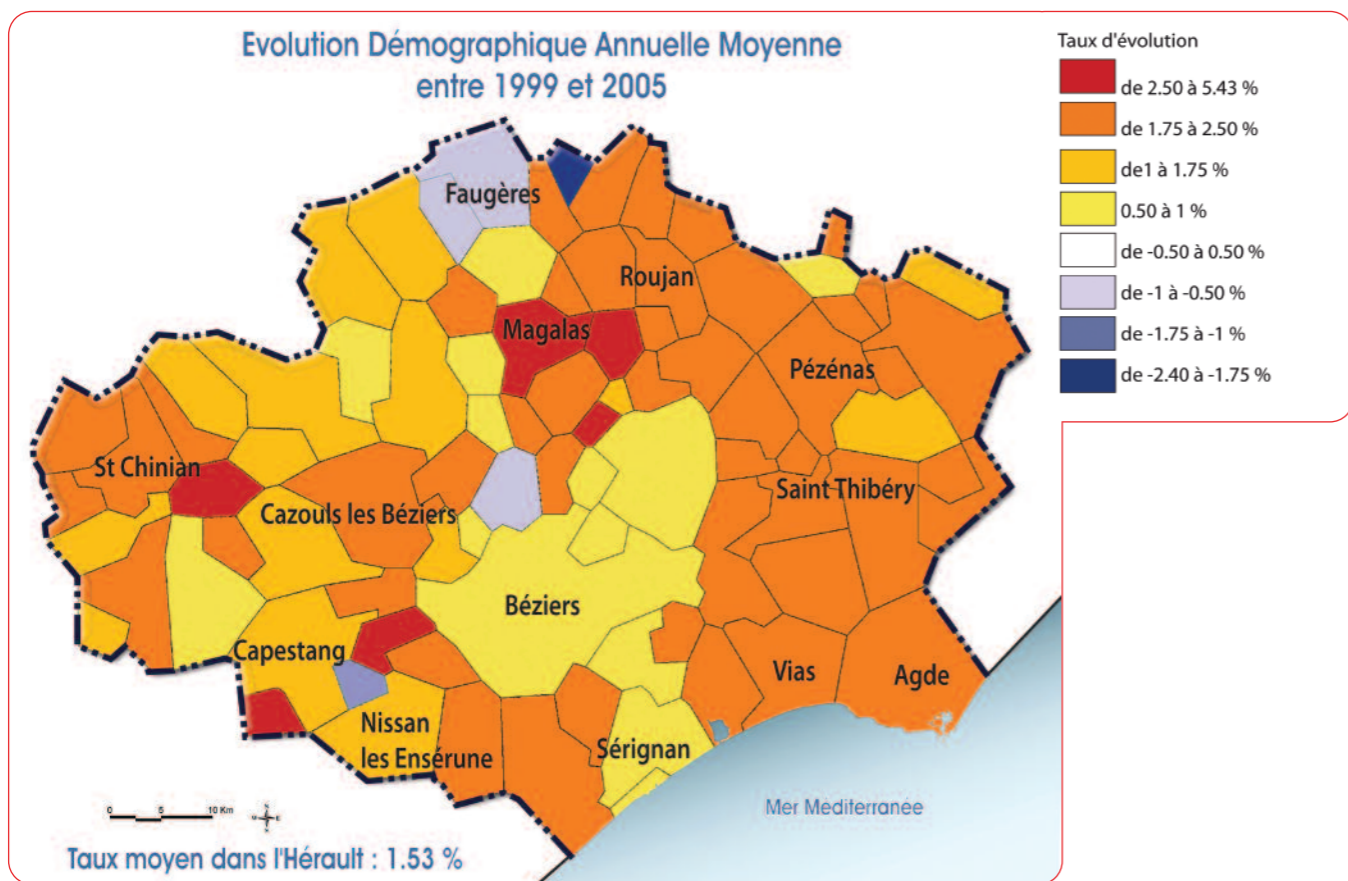 Evolution Démographique Annuelle Moyenne
entre 1999 et 2005
Taux d'évolution
de 2.50 à 5.43 %
de 1.75 à 2.50 %
de1 à 1.75 %
0.50 à 1 %
de -0.50 à 0.50 %
de -1 à -0.50 %
de -1.75 à -1 %
de -2.40 à -1.75 %
Faugères
Roujan
Magalas
Pézénas
St Chinian
Cazouls les Béziers
Saint Thibéry
Béziers
Capestang
Vias
Agde
Nissan
les Ensérune
Sérignan
0 5 10 Km
Mer Méditerranée
Taux moyen dans l'Hérault : 1.53 %